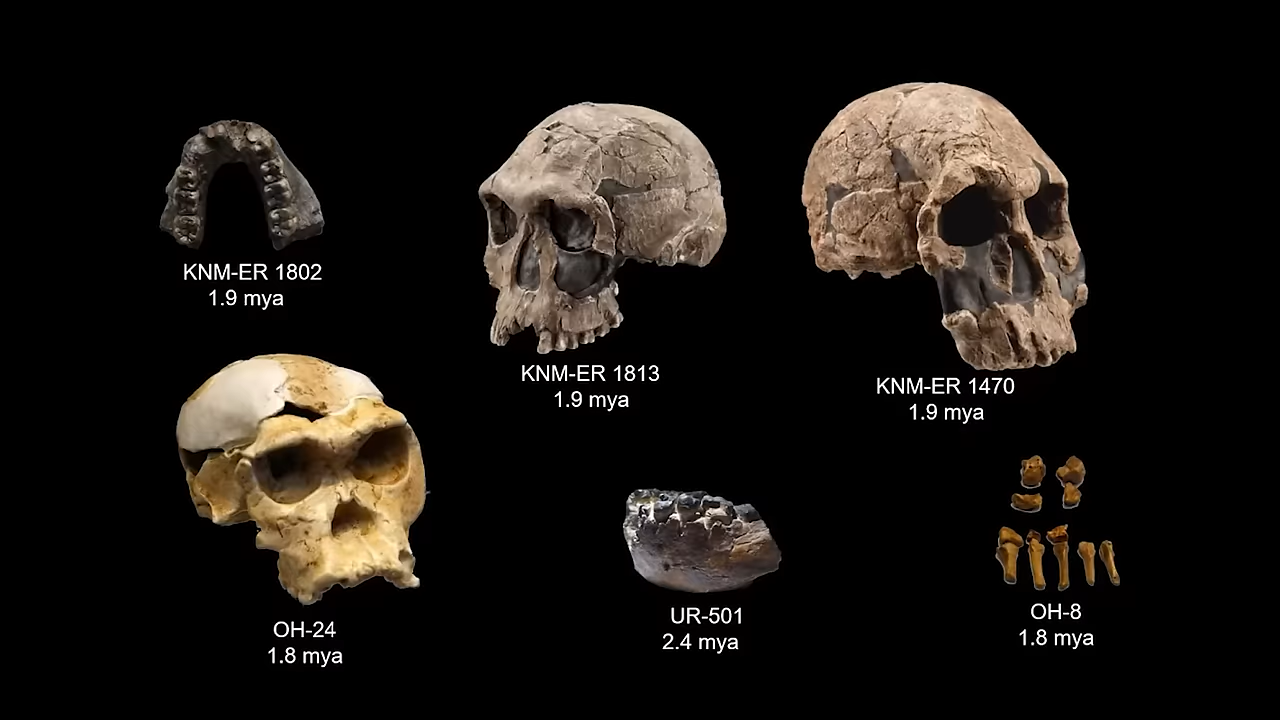 KNM-ER 1802
1.9 mya
KNM-ER 1813
1.9 mya
KNM-ER 1470
1.9 mya
OH-24
1.8 mya
UR-501
2.4 mya
OH-8
1.8 mya